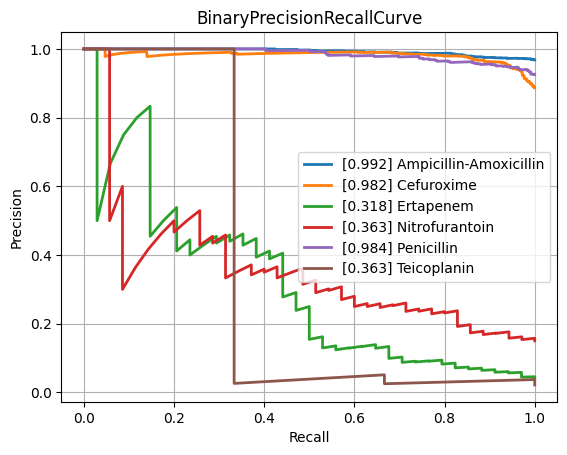 BinaryPrecisionRecallCurve
1.0
0.8
0.6
0.4
0.2
0.0
Precision
[0.992] Ampicillin-Amoxicillin
[0.982] Cefuroxime
[0.318] Ertapenem
[0.363] Nitrofurantoin
[0.984] Penicillin
[0.363] Teicoplanin
0.0 0.2 0.4 0.6 0.8 1.0
Recall